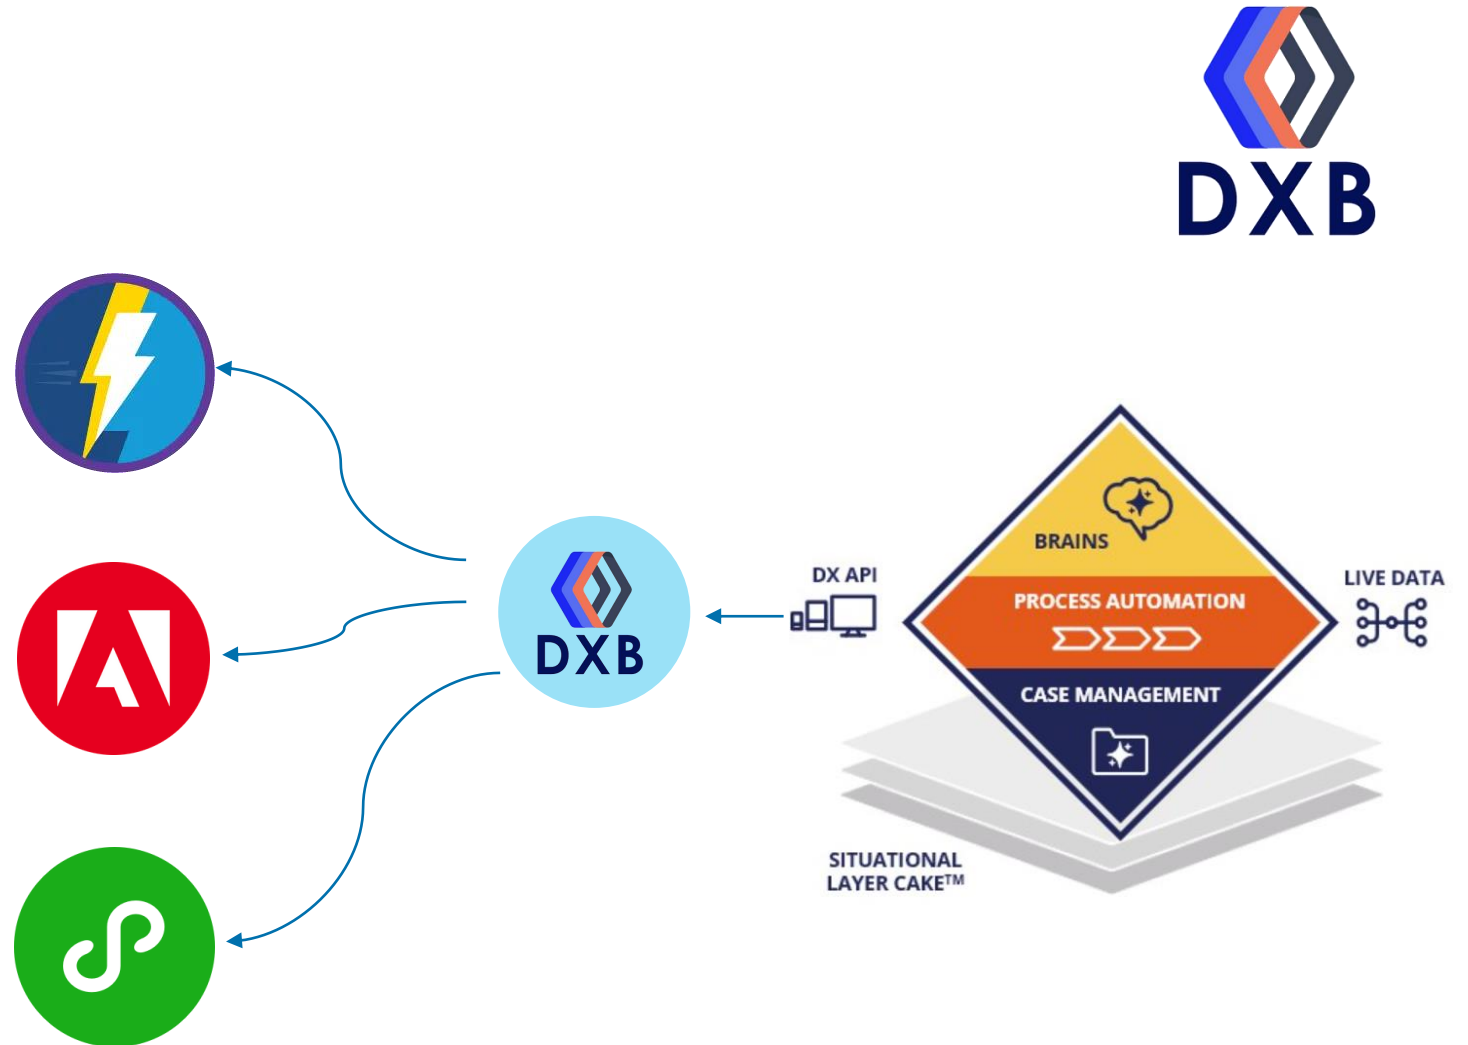 DXB
DXB
DX API
BRAINS
PROCESS AUTOMATION
CASE MANAGEMENT
LIVE DATA
SITUATIONAL
LAYER CAKE™